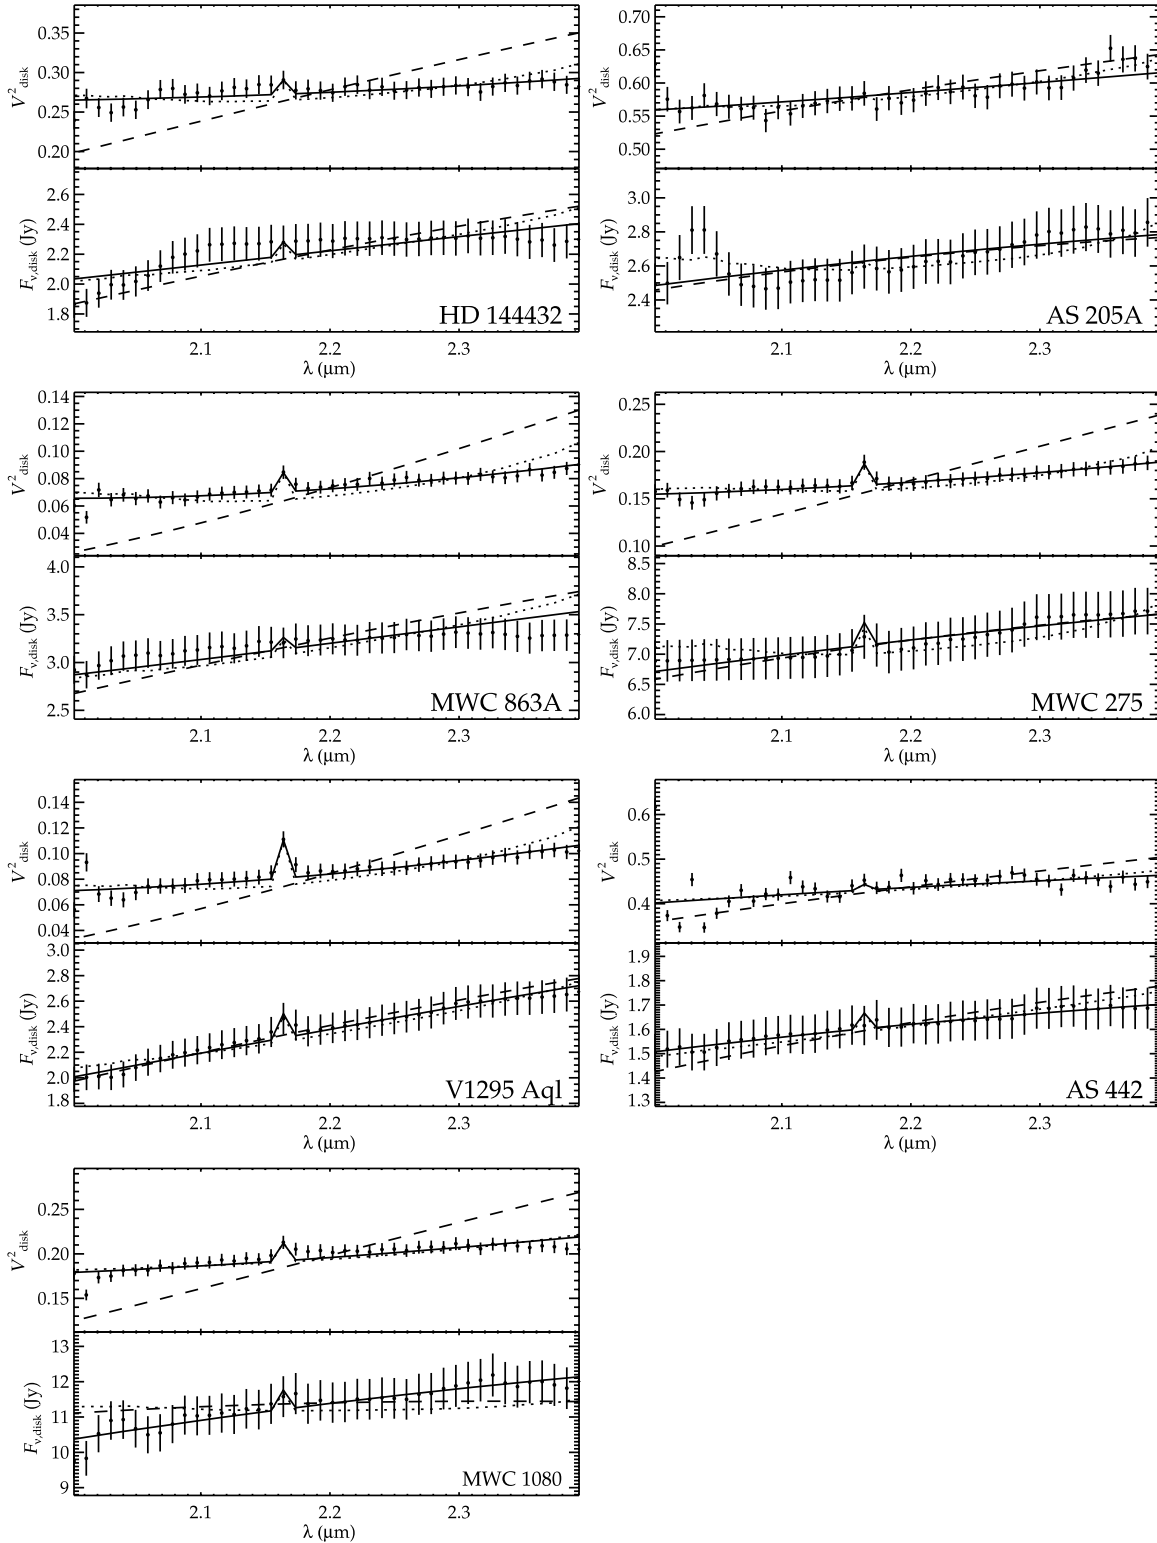 0.35
0.30
0.25
0.20
V²disk
2.6
2.4
2.2
2.0
1.8
Fν,disk (Jy)
HD 144432
2.1 2.2 2.3
λ (μm)
0.70
0.65
0.60
0.55
0.50
V²disk
3.0
2.8
2.6
2.4
Fν,disk (Jy)
AS 205A
2.1 2.2 2.3
λ (μm)
0.14
0.12
0.10
0.08
0.06
0.04
V²disk
4.0
3.5
3.0
2.5
Fν,disk (Jy)
MWC 863A
2.1 2.2 2.3
λ (μm)
0.25
0.20
0.15
0.10
V²disk
8.5
8.0
7.5
7.0
6.5
6.0
Fν,disk (Jy)
MWC 275
2.1 2.2 2.3
λ (μm)
0.14
0.12
0.10
0.08
0.06
0.04
V²disk
3.0
2.8
2.6
2.4
2.2
2.0
1.8
Fν,disk (Jy)
V1295 Aql
2.1 2.2 2.3
λ (μm)
0.6
0.5
0.4
V²disk
1.9
1.8
1.7
1.6
1.5
1.4
1.3
Fν,disk (Jy)
AS 442
2.1 2.2 2.3
λ (μm)
0.25
0.20
0.15
V²disk
13
12
11
10
9
Fν,disk (Jy)
MWC 1080
2.1 2.2 2.3
λ (μm)